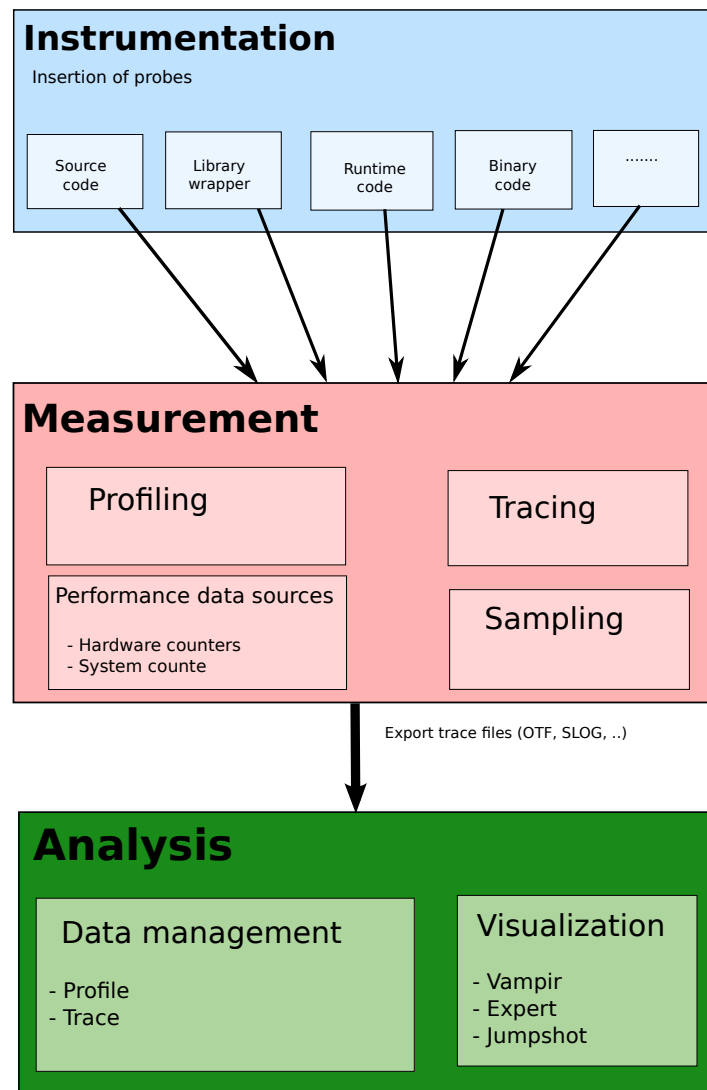 Instrumentation
Insertion of probes
Source
code
Library
wrapper
Runtime
code
Binary
code
.......
Measurement
Profiling
Tracing
Performance data sources
- Hardware counters
- System counte
Sampling
Export trace files (OTF, SLOG, ..)
Analysis
Data management
- Profile
- Trace
Visualization
- Vampir
- Expert
- Jumpshot